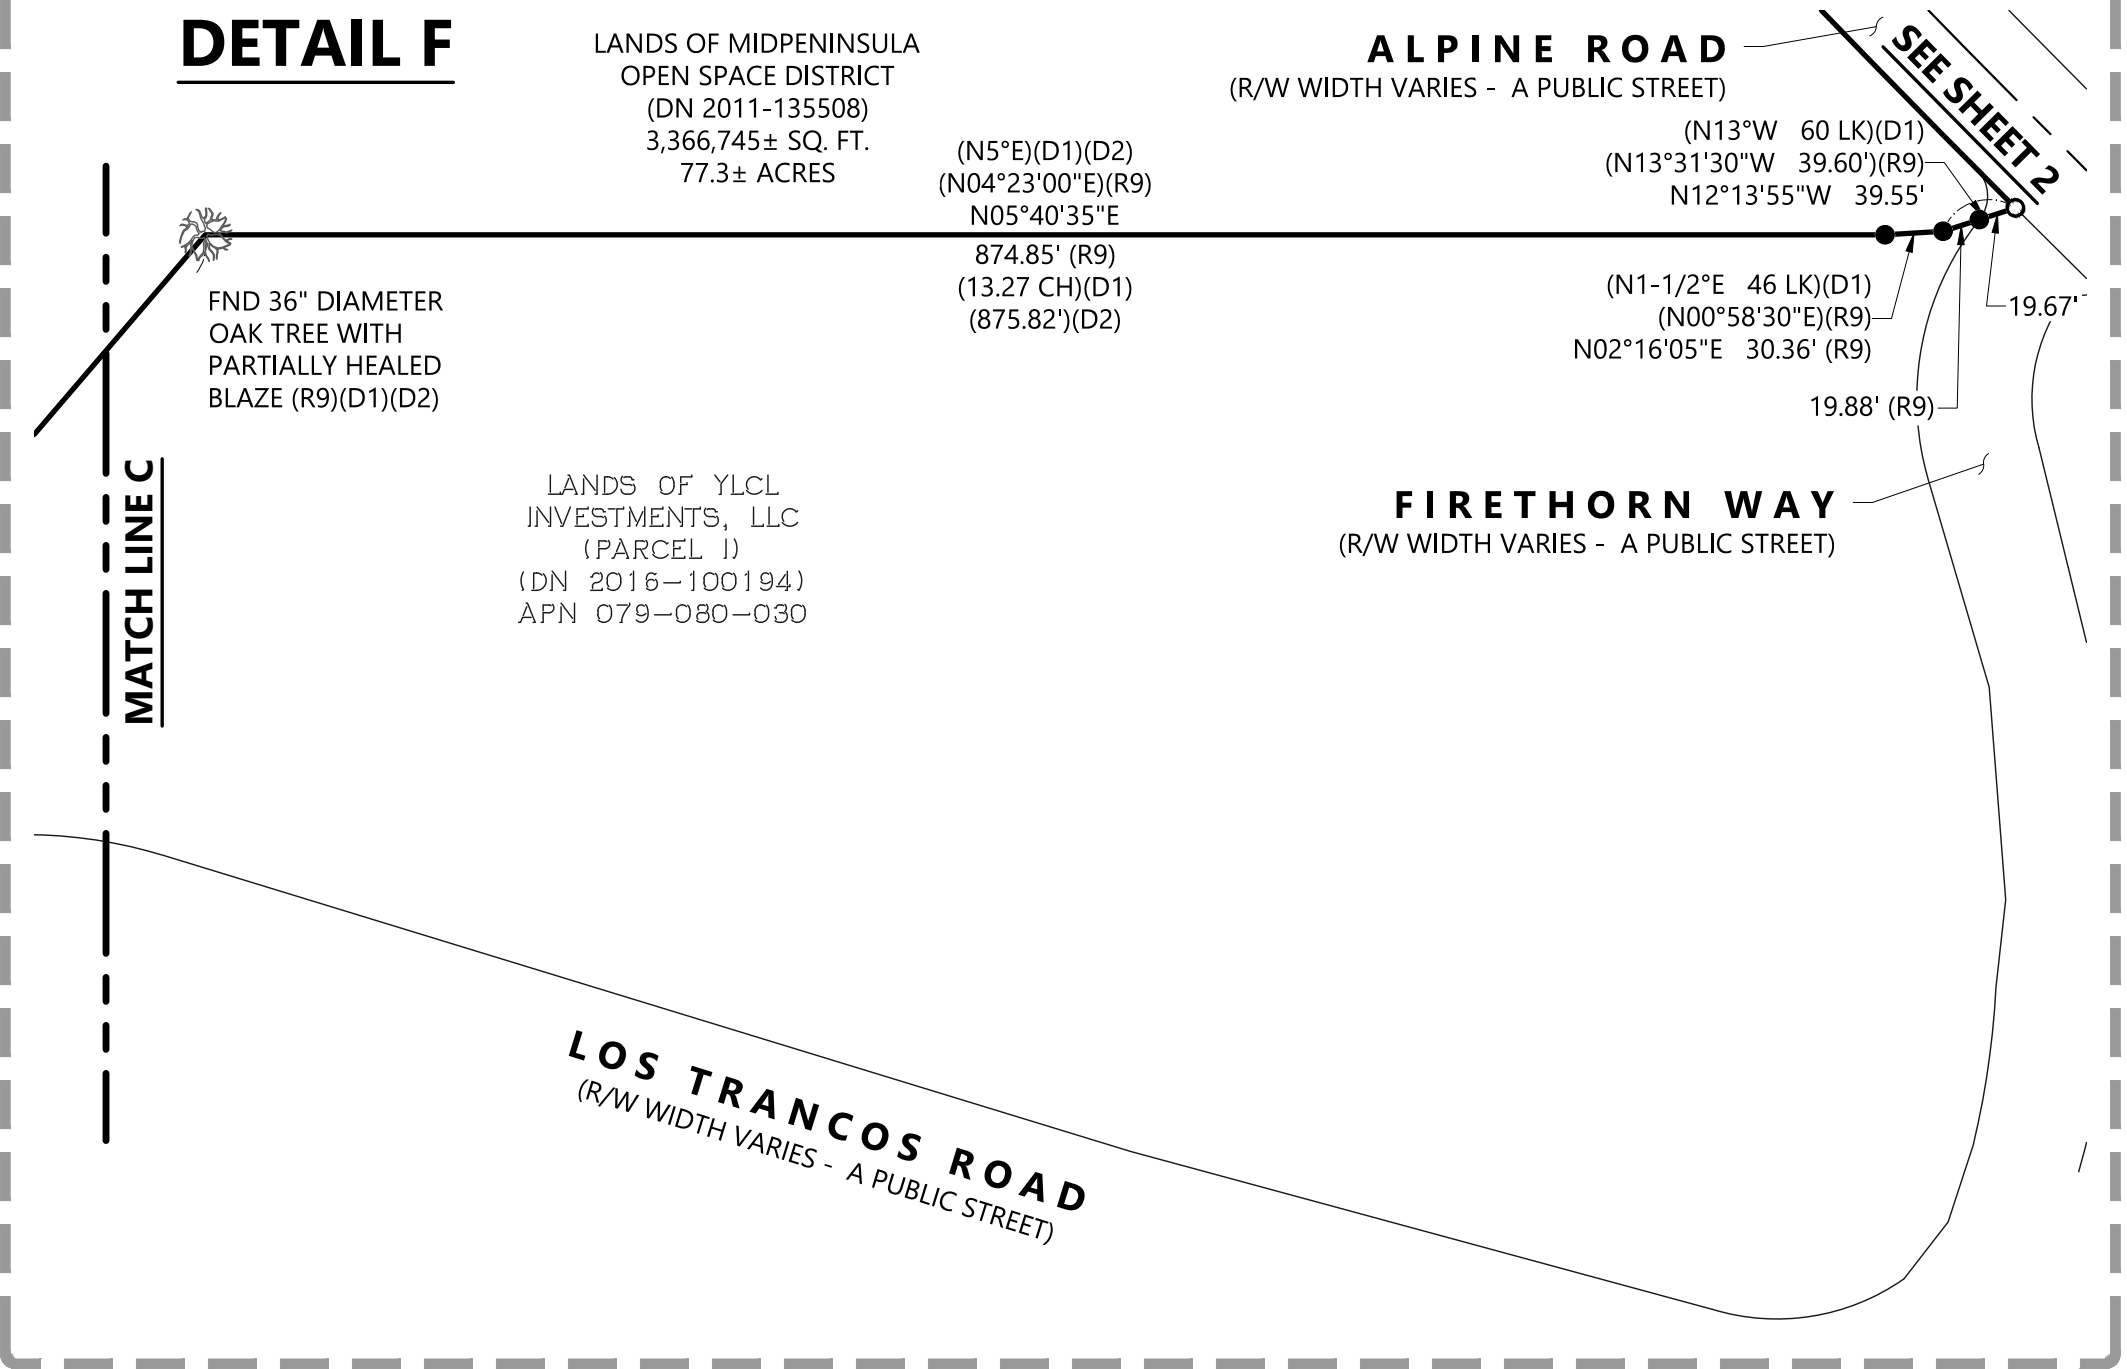 DETAIL F
LANDS OF MIDPENINSULA
OPEN SPACE DISTRICT
(DN 2011-135508)
3,366,745± SQ. FT.
77.3± ACRES
ALPINE ROAD
(R/W WIDTH VARIES - A PUBLIC STREET)
SEE SHEET 2
(N13°W 60 LK)(D1)
(N13°31'30"W 39.60')(R9)
N12°13'55"W 39.55'
(N5°E)(D1)(D2)
(N04°23'00"E)(R9)
N05°40'35"E
874.85' (R9)
(13.27 CH)(D1)
(875.82')(D2)
FND 36" DIAMETER
OAK TREE WITH
PARTIALLY HEALED
BLAZE (R9)(D1)(D2)
(N1-1/2°E 46 LK)(D1)
(N00°58'30"E)(R9)
N02°16'05"E 30.36' (R9)
19.67'
19.88' (R9)
MATCH LINE C
LANDS OF YLCL
INVESTMENTS, LLC
(PARCEL I)
(DN 2016-100194)
APN 079-080-030
FIRETHORN WAY
(R/W WIDTH VARIES - A PUBLIC STREET)
LOS TRANCOS ROAD
(R/W WIDTH VARIES - A PUBLIC STREET)